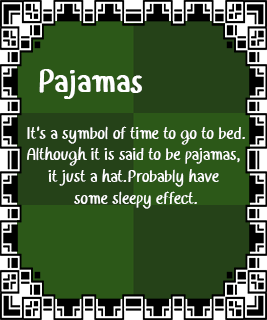 Pajamas
It's a symbol of time to go to bed.
Although it is said to be pajamas,
it just a hat.Probably have
some sleepy effect.